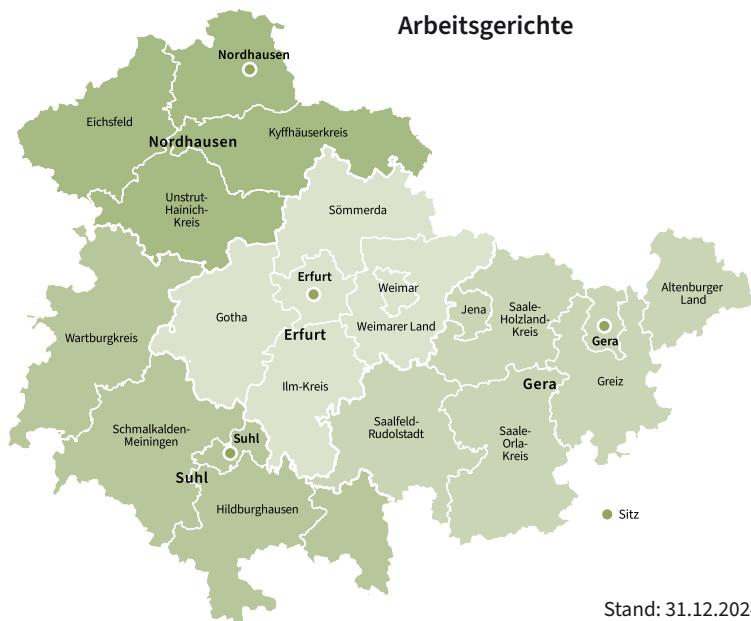 Arbeitsgerichte
Nordhausen
Eichsfeld
Nordhausen
Kyffhäuserkreis
Unstrut-
Hainich-
Kreis
Sömmerda
Erfurt
Weimar
Altenburger
Land
Gotha
Jena
Saale-
Holzland-
Kreis
Weimarer Land
Wartburgkreis
Erfurt
Gera
Ilm-Kreis
Gera
Greiz
Schmalkalden-
Meiningen
Suhl
Saalfeld-
Rudolstadt
Saale-
Orla-
Kreis
Suhl
Hildburghausen
Sitz
Stand: 31.12.202